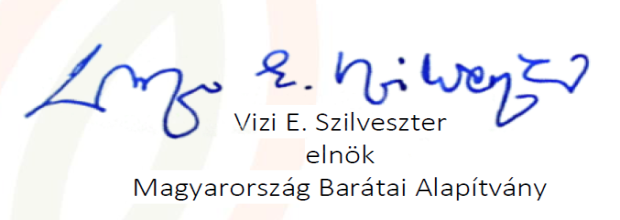 Vizi E. Szilveszter
elnök
Magyarország Barátai Alapítvány